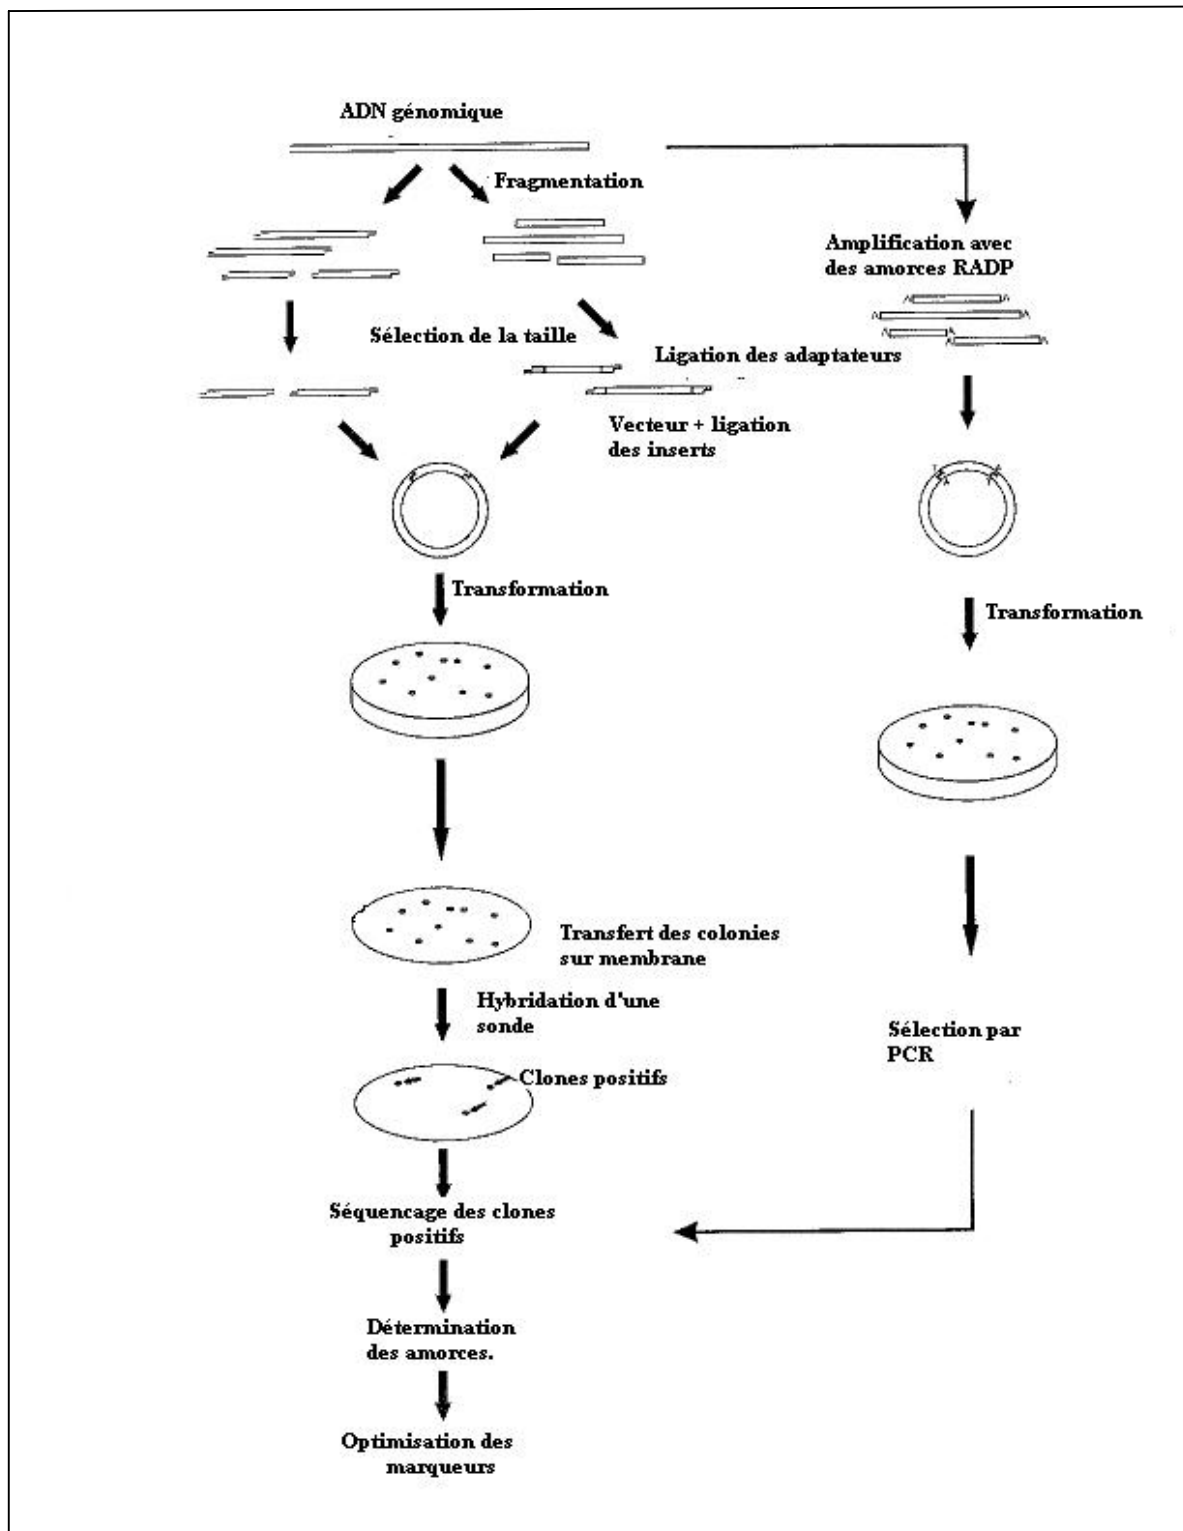 ADN génomique
Fragmentation
Amplification avec
des amorces RADP
Sélection de la taille
Ligation des adaptateurs
Vecteur + ligation
des inserts
Transformation
Transformation
Transfert des colonies
sur membrane
Hybridation d'une
sonde
Sélection par
PCR
Clones positifs
Séquencage des clones
positifs
Détermination
des amorces.
Optimisation des
marqueurs